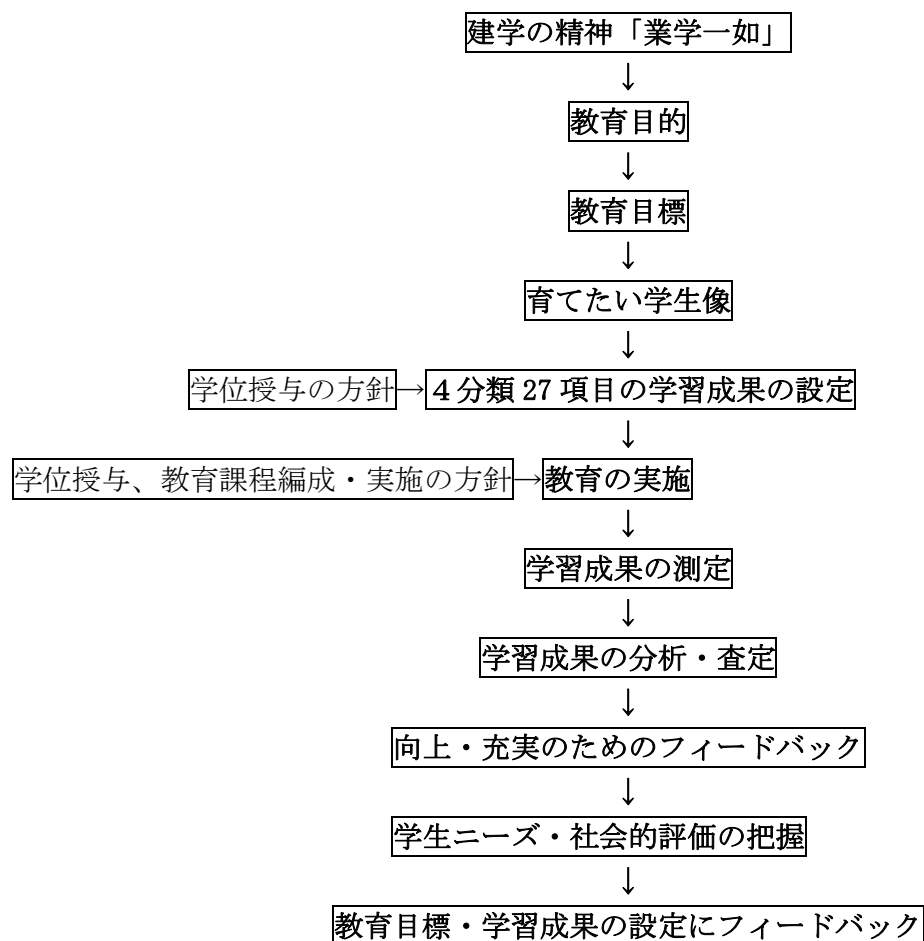 建学の精神「業学一如」
↓
教育目的
↓
教育目標
↓
育てたい学生像
↓
学位授与の方針→4分類27項目の学習成果の設定
↓
学位授与、教育課程編成・実施の方針→教育の実施
↓
学習成果の測定
↓
学習成果の分析・査定
↓
向上・充実のためのフィードバック
↓
学生ニーズ・社会的評価の把握
↓
教育目標・学習成果の設定にフィードバック